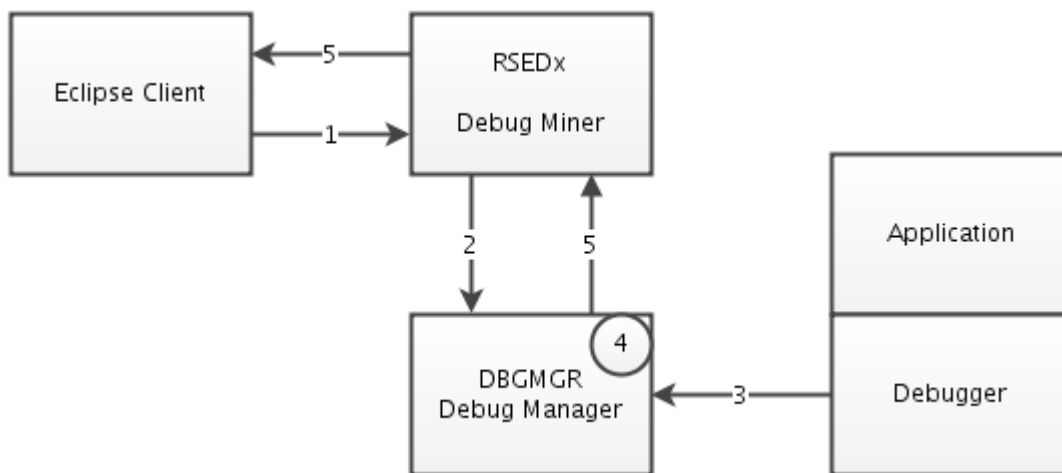 5
RSEDx
Eclipse Client
Debug Miner
1
Application
2
5
4
DBGMGR
Debug Manager
3
Debugger